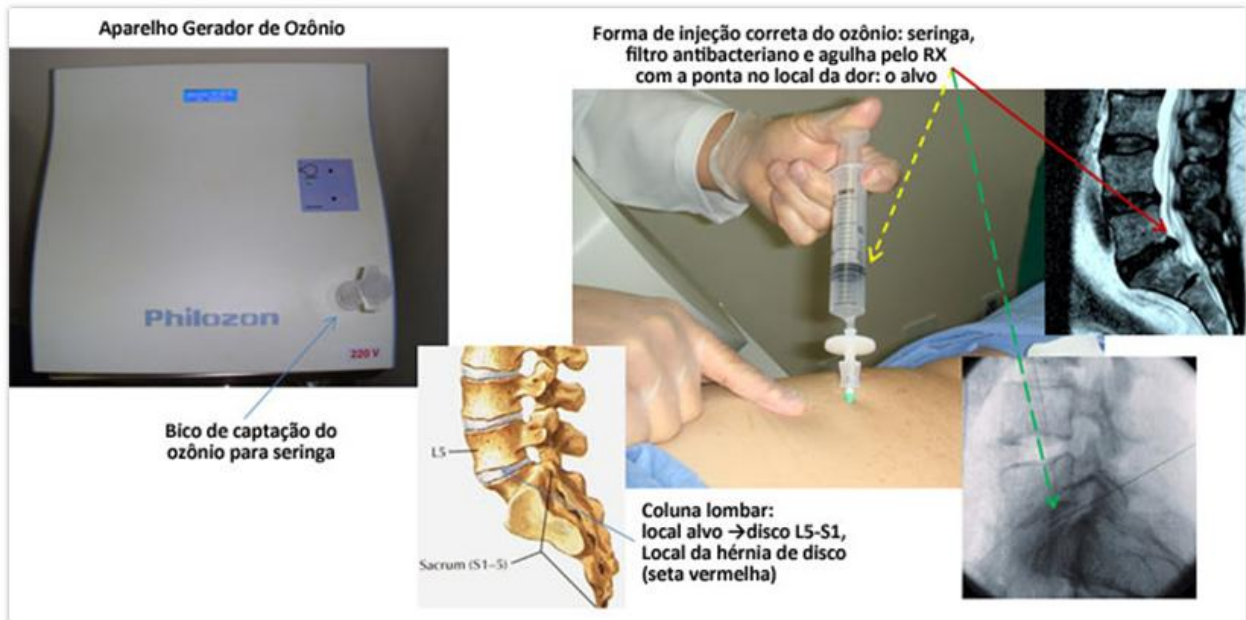 Aparelho Gerador de Ozônio
Philozon
220 V
Bico de captação do
ozônio para seringa
Forma de injeção correta do ozônio: seringa,
filtro antibacteriano e agulha pelo RX
com a ponta no local da dor: o alvo
L5
Sacrum (S1–5)
Coluna lombar:
local alvo →disco L5-S1,
Local da hérnia de disco
(seta vermelha)